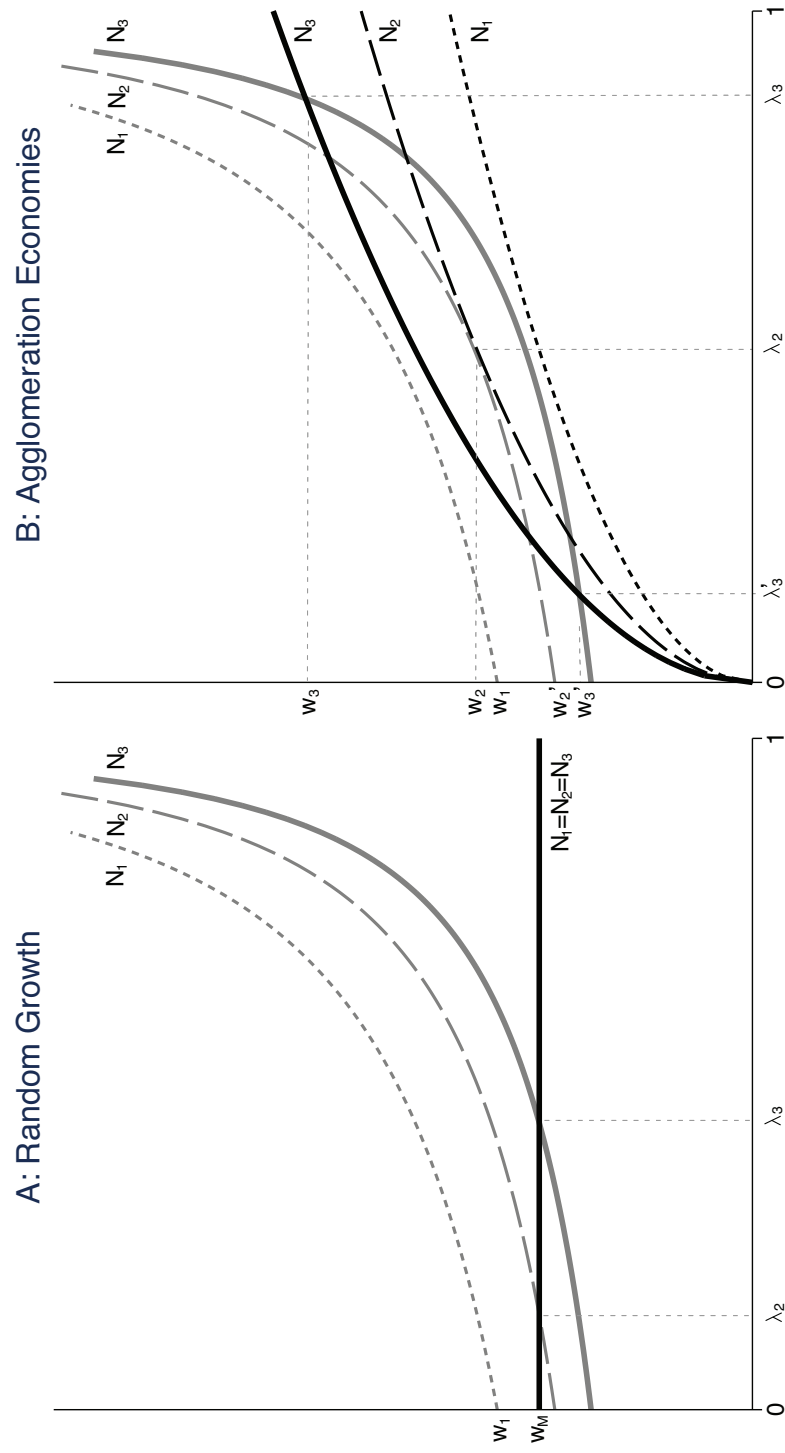 A: Random Growth
N₁
N₂
N₃
w₁
w_M
N₁=N₂=N₃
0
λ₂
λ₃
1
B: Agglomeration Economies
N₁
N₂
N₃
N₃
N₂
N₁
w₃
w₂
w₁
w₂'
w₃'
0
λ₃'
λ₂
λ₃
1